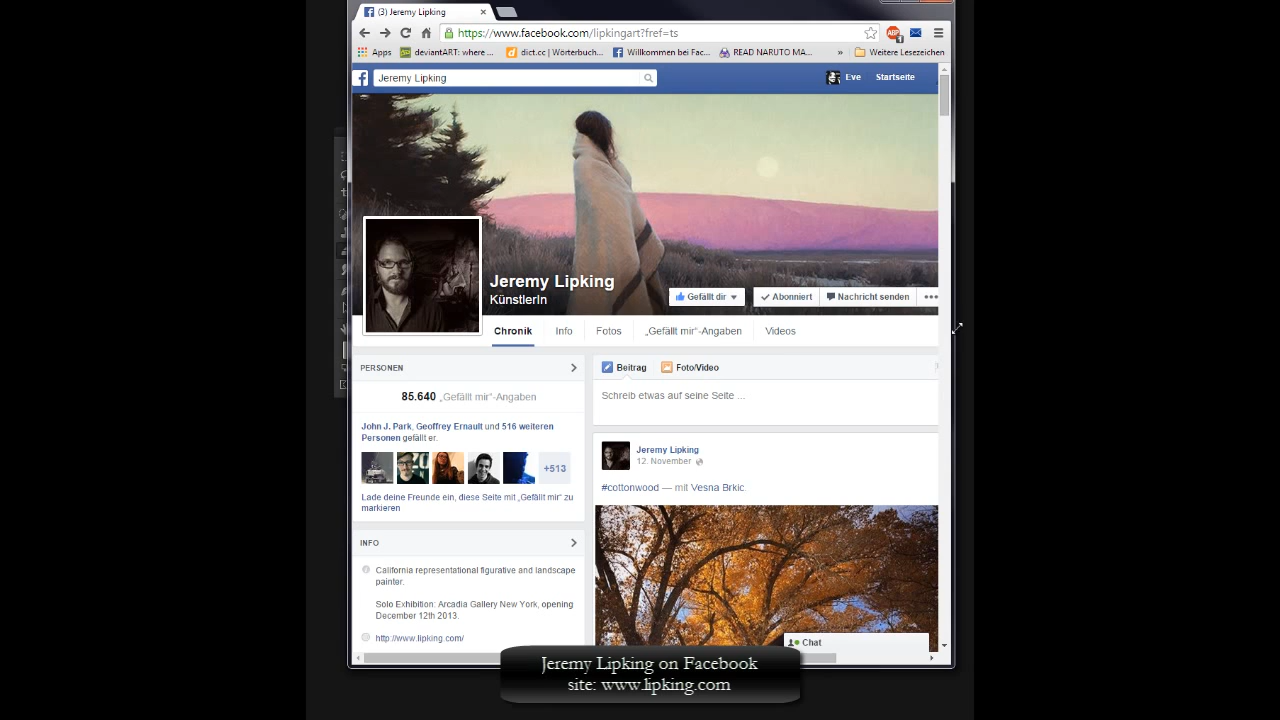 (3) Jeremy Lipking
https://www.facebook.com/lipkingart?fref=ts
ABP
1
Apps
deviantART: where ...
dict.cc | Wörterbuc...
Willkommen bei Fac...
READ NARUTO MA...
»
Weitere Lesezeichen
Jeremy Lipking
Eve
Startseite
Jeremy Lipking
KünstlerIn
Gefällt dir
Abonniert
Nachricht senden
Chronik
Info
Fotos
„Gefällt mir“-Angaben
Videos
PERSONEN
85.640 „Gefällt mir“-Angaben
John J. Park, Geoffrey Ernault und 516 weiteren
Personen gefällt er.
+513
Lade deine Freunde ein, diese Seite mit „Gefällt mir“ zu
markieren
INFO
California representational figurative and landscape
painter.
Solo Exhibition: Arcadia Gallery New York, opening
December 12th 2013.
http://www.lipking.com/
Beitrag
Foto/Video
Schreib etwas auf seine Seite ...
Jeremy Lipking
12. November
#cottonwood — mit Vesna Brkic.
Chat
Jeremy Lipking on Facebook
site: www.lipking.com